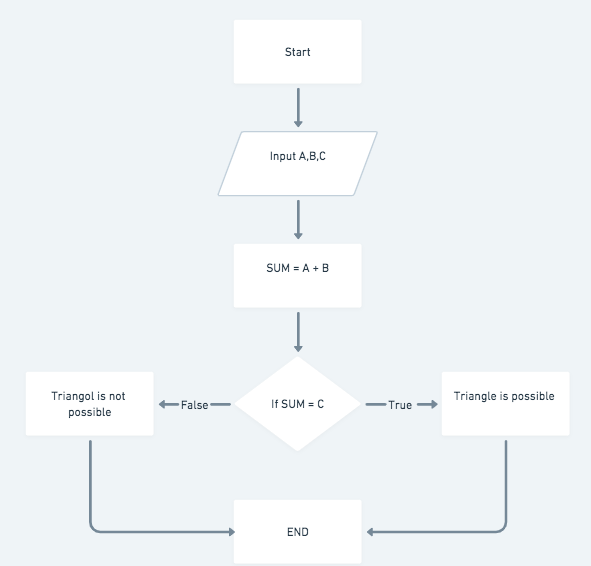 Start
Input A,B,C
SUM = A + B
Triangol is not
possible
False
If SUM = C
True
Triangle is possible
END